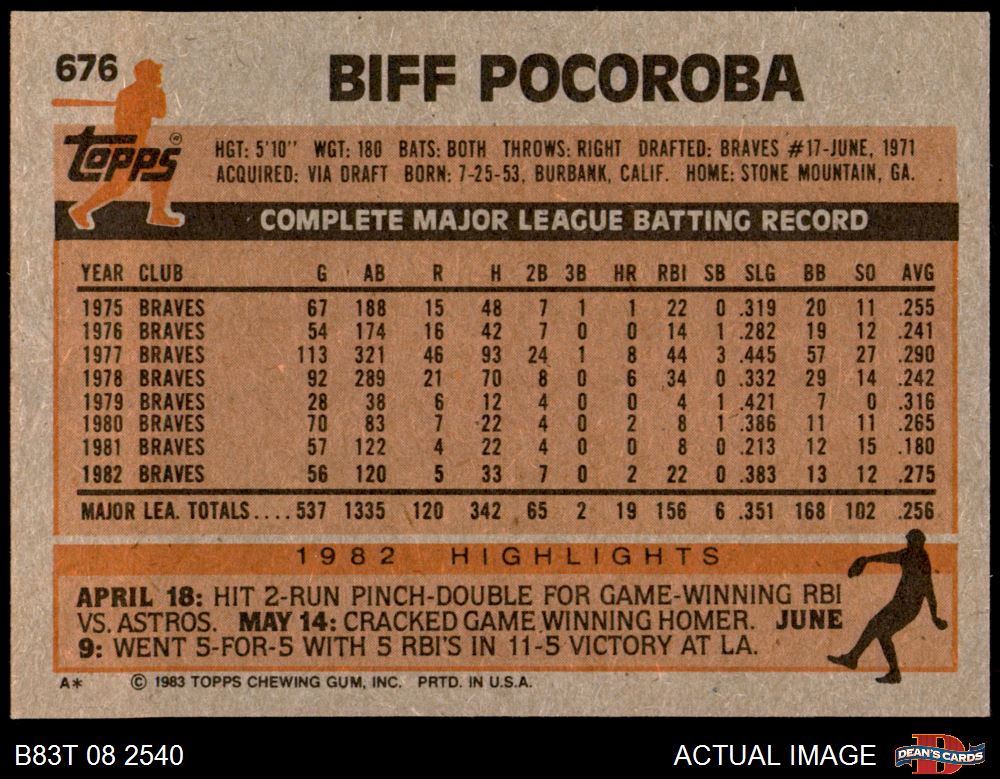 676
BIFF POCOROBA
topps®
HGT: 5'10" WGT: 180 BATS: BOTH THROWS: RIGHT DRAFTED: BRAVES #17-JUNE, 1971
ACQUIRED: VIA DRAFT BORN: 7-25-53, BURBANK, CALIF. HOME: STONE MOUNTAIN, GA.
COMPLETE MAJOR LEAGUE BATTING RECORD
YEAR CLUB G AB R H 2B 3B HR RBI SB SLG BB SO AVG
1975 BRAVES 67 188 15 48 7 1 1 22 0 .319 20 11 .255
1976 BRAVES 54 174 16 42 7 0 0 14 1 .282 19 12 .241
1977 BRAVES 113 321 46 93 24 1 8 44 3 .445 57 27 .290
1978 BRAVES 92 289 21 70 8 0 6 34 0 .332 29 14 .242
1979 BRAVES 28 38 6 12 4 0 0 4 1 .421 7 0 .316
1980 BRAVES 70 83 7 22 4 0 2 8 1 .386 11 11 .265
1981 BRAVES 57 122 4 22 4 0 0 8 0 .213 12 15 .180
1982 BRAVES 56 120 5 33 7 0 2 22 0 .383 13 12 .275
MAJOR LEA. TOTALS....537 1335 120 342 65 2 19 156 6 .351 168 102 .256
1982 HIGHLIGHTS
APRIL 18: HIT 2-RUN PINCH-DOUBLE FOR GAME-WINNING RBI
VS. ASTROS. MAY 14: CRACKED GAME WINNING HOMER. JUNE
9: WENT 5-FOR-5 WITH 5 RBI'S IN 11-5 VICTORY AT LA.
A* © 1983 TOPPS CHEWING GUM, INC. PRTD. IN U.S.A.
B83T 08 2540 ACTUAL IMAGE D DEAN'S CARDS